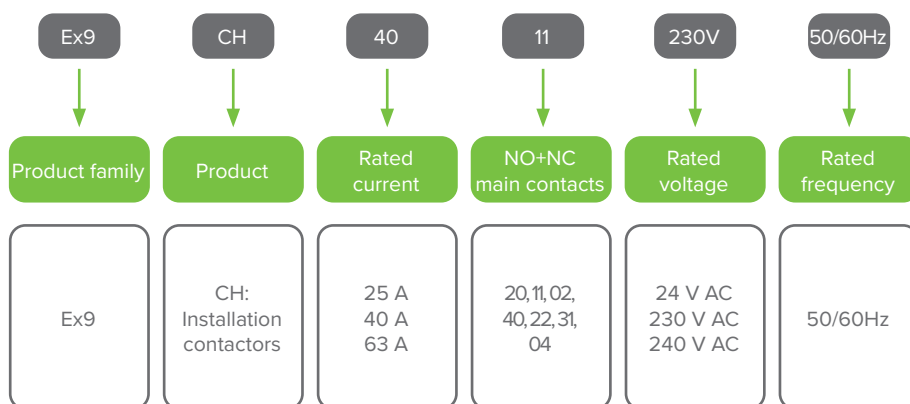 Ex9
CH
40
11
230V
50/60Hz
Product family
Product
Rated
current
NO+NC
main contacts
Rated
voltage
Rated
frequency
Ex9
CH:
Installation
contactors
25 A
40 A
63 A
20,11,02,
40,22,31,
04
24 V AC
230 V AC
240 V AC
50/60Hz